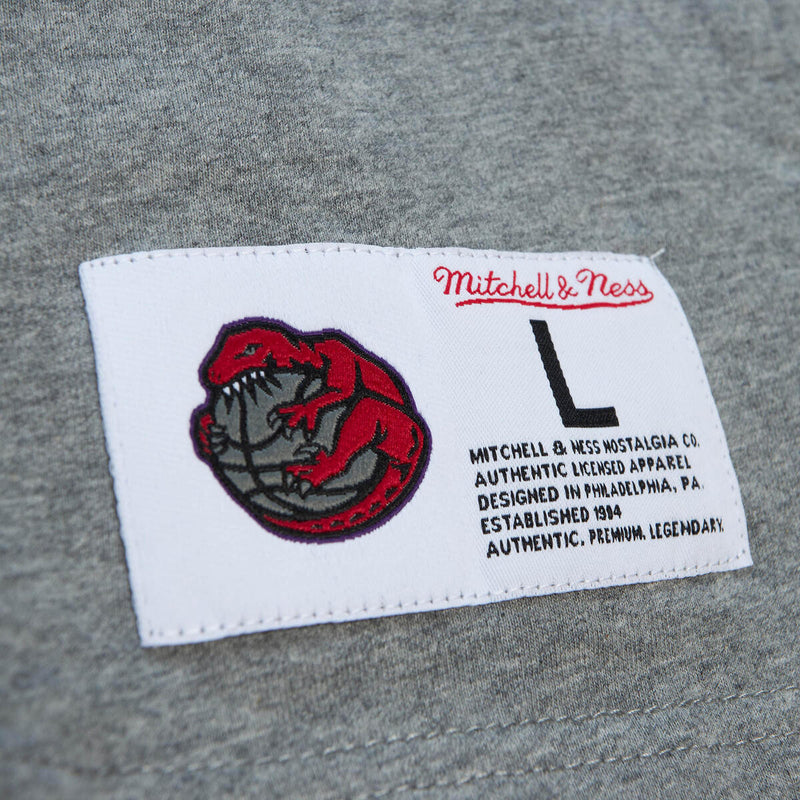 Mitchell & Ness
L
MITCHELL & NESS NOSTALGIA CO.
AUTHENTIC LICENSED APPAREL
DESIGNED IN PHILADELPHIA, PA.
ESTABLISHED 1904
AUTHENTIC. PREMIUM. LEGENDARY.